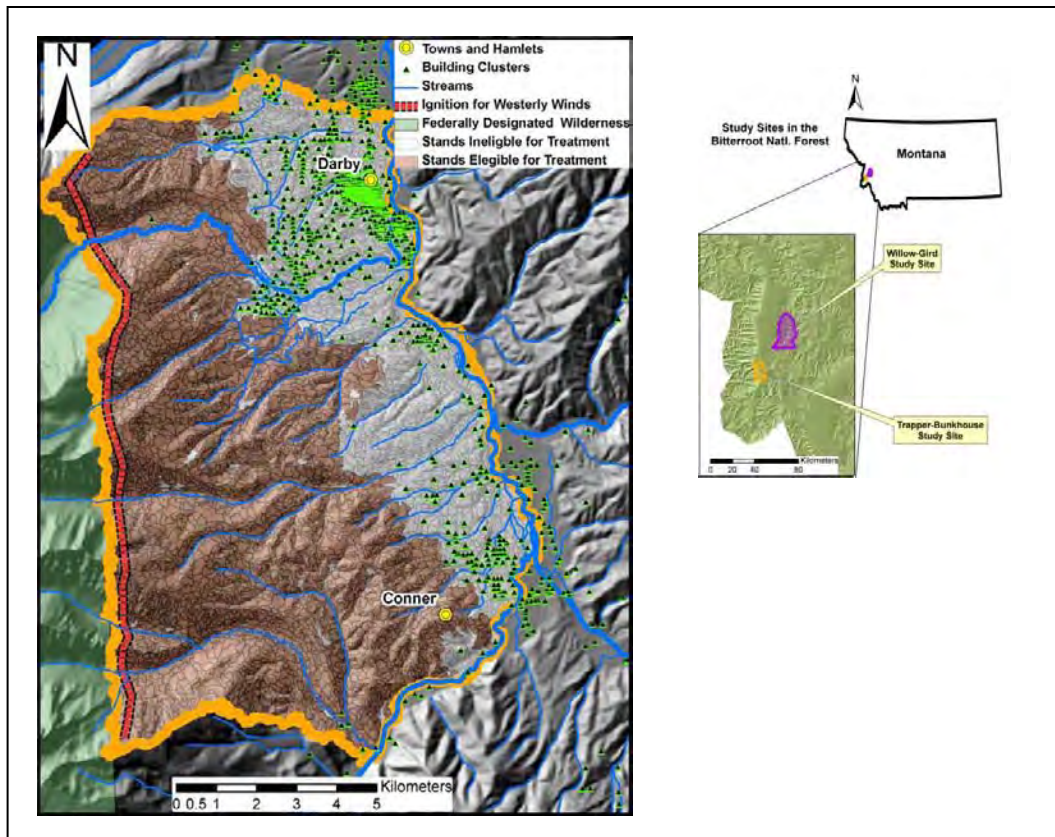 N
Towns and Hamlets
Building Clusters
Streams
Ignition for Westerly Winds
Federally Designated Wilderness
Stands Ineligible for Treatment
Stands Elegible for Treatment
Darby
Conner
Kilometers
0 0.5 1 2 3 4 5
N
Study Sites in the
Bitterroot Natl. Forest
Montana
Willow-Gird
Study Site
Trapper-Bunkhouse
Study Site
Kilometers
0 20 40 80